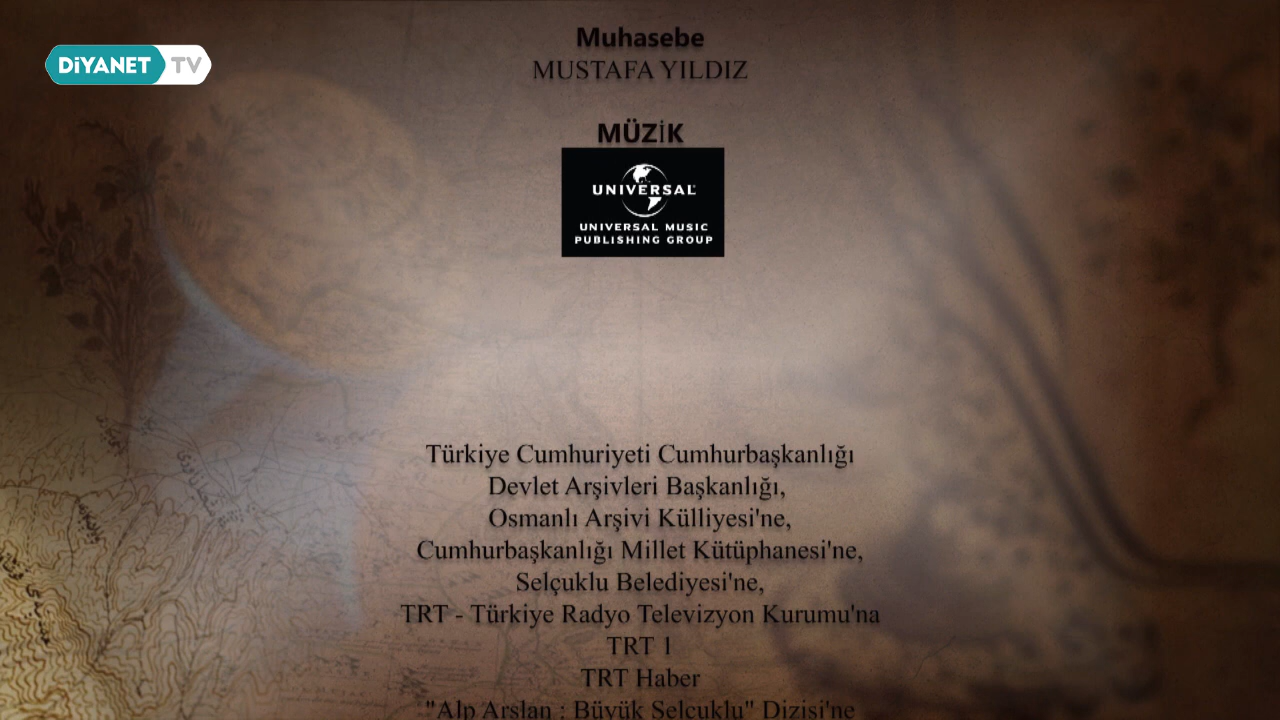 DİYANET TV
Muhasebe
MUSTAFA YILDIZ
MÜZİK
UNIVERSAL
UNIVERSAL MUSIC
PUBLISHING GROUP
Türkiye Cumhuriyeti Cumhurbaşkanlığı
Devlet Arşivleri Başkanlığı,
Osmanlı Arşivi Külliyesi'ne,
Cumhurbaşkanlığı Millet Kütüphanesi'ne,
Selçuklu Belediyesi'ne,
TRT - Türkiye Radyo Televizyon Kurumu'na
TRT 1
TRT Haber
"Alp Arslan : Büyük Selçuklu" Dizisi'ne